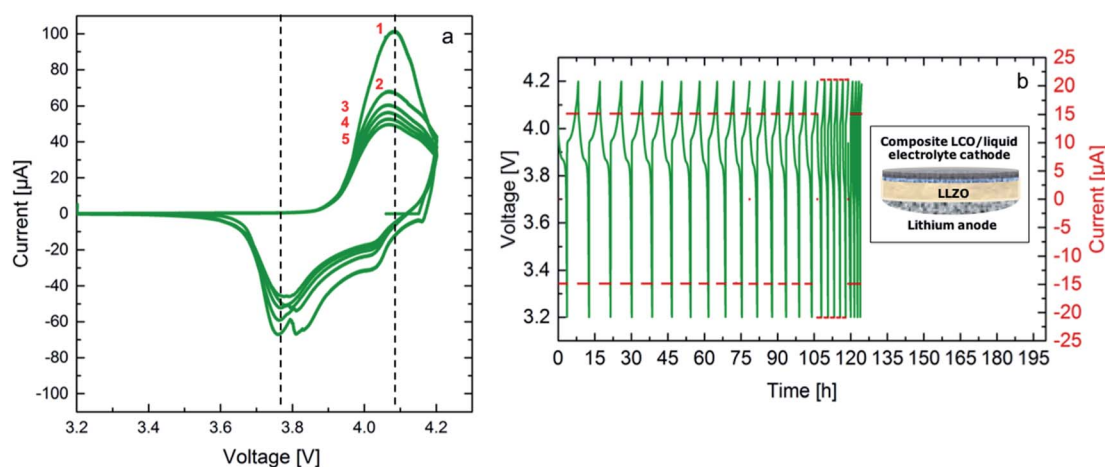 a
100
80
60
40
20
0
-20
-40
-60
-80
-100
Current [µA]
1
2
3
4
5
3.2 3.4 3.6 3.8 4.0 4.2
Voltage [V]
b
4.2
4.0
3.8
3.6
3.4
3.2
Voltage [V]
25
20
15
10
5
0
-5
-10
-15
-20
-25
Current [µA]
Composite LCO/liquid
electrolyte cathode
LLZO
Lithium anode
0 15 30 45 60 75 90 105 120 135 150 165 180 195
Time [h]